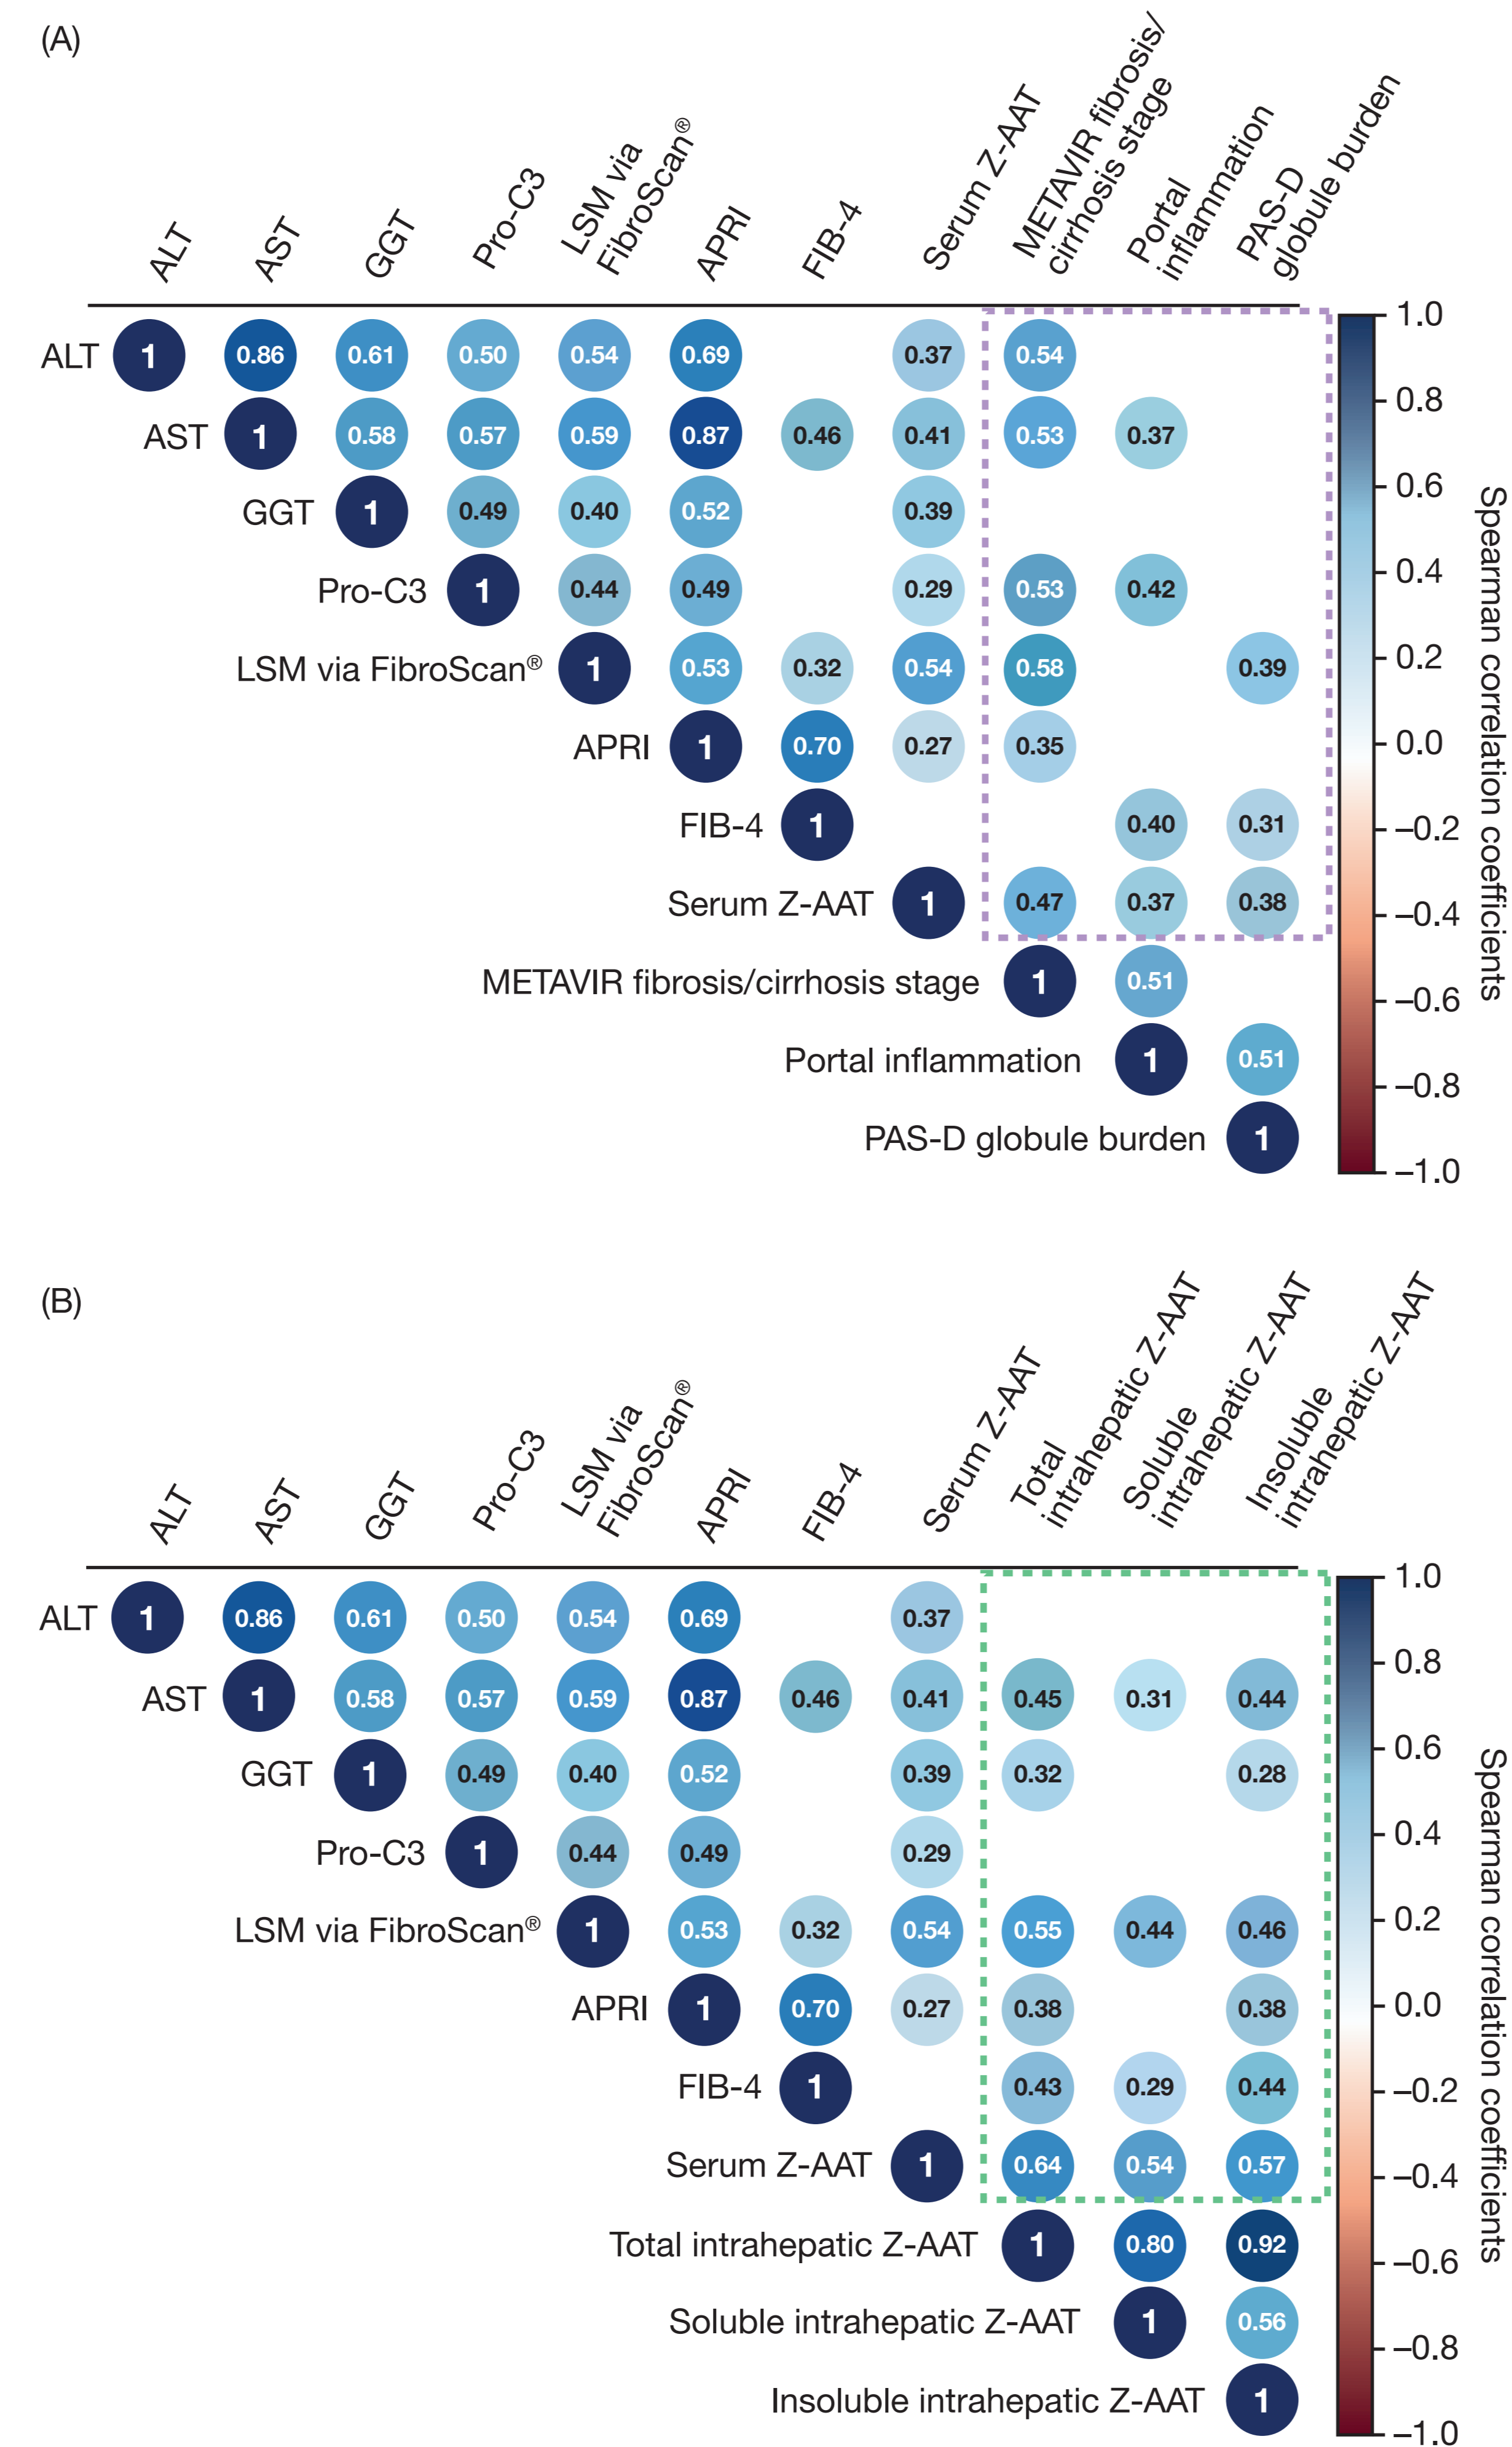 (A)
ALT
AST
GGT
Pro-C3
LSM via
FibroScan®
APRI
FIB-4
Serum Z-AAT
METAVIR fibrosis/
cirrhosis stage
Portal
inflammation
PAS-D
globule burden
ALT 1 0.86 0.61 0.50 0.54 0.69 0.37 0.54
AST 1 0.58 0.57 0.59 0.87 0.46 0.41 0.53 0.37
GGT 1 0.49 0.40 0.52 0.39
Pro-C3 1 0.44 0.49 0.29 0.53 0.42
LSM via FibroScan® 1 0.53 0.32 0.54 0.58 0.39
APRI 1 0.70 0.27 0.35
FIB-4 1 0.40 0.31
Serum Z-AAT 1 0.47 0.37 0.38
METAVIR fibrosis/cirrhosis stage 1 0.51
Portal inflammation 1 0.51
PAS-D globule burden 1
1.0
0.8
0.6
0.4
0.2
0.0
–0.2
–0.4
–0.6
–0.8
–1.0
Spearman correlation coefficients
(B)
ALT
AST
GGT
Pro-C3
LSM via
FibroScan®
APRI
FIB-4
Serum Z-AAT
Total
intrahepatic Z-AAT
Soluble
intrahepatic Z-AAT
Insoluble
intrahepatic Z-AAT
ALT 1 0.86 0.61 0.50 0.54 0.69 0.37
AST 1 0.58 0.57 0.59 0.87 0.46 0.41 0.45 0.31 0.44
GGT 1 0.49 0.40 0.52 0.39 0.32 0.28
Pro-C3 1 0.44 0.49 0.29
LSM via FibroScan® 1 0.53 0.32 0.54 0.55 0.44 0.46
APRI 1 0.70 0.27 0.38 0.38
FIB-4 1 0.43 0.29 0.44
Serum Z-AAT 1 0.64 0.54 0.57
Total intrahepatic Z-AAT 1 0.80 0.92
Soluble intrahepatic Z-AAT 1 0.56
Insoluble intrahepatic Z-AAT 1
1.0
0.8
0.6
0.4
0.2
0.0
–0.2
–0.4
–0.6
–0.8
–1.0
Spearman correlation coefficients